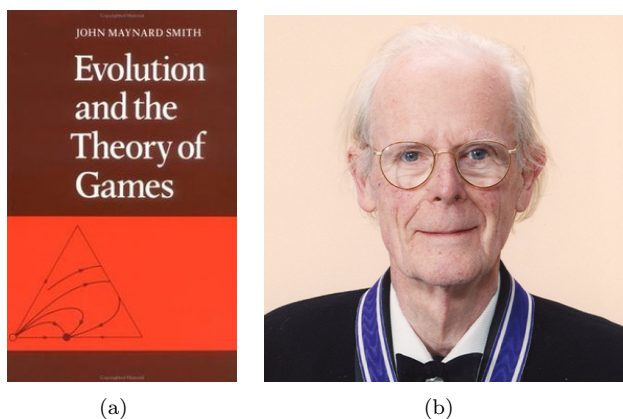 JOHN MAYNARD SMITH
Evolution
and the
Theory of
Games
(a)
(b)